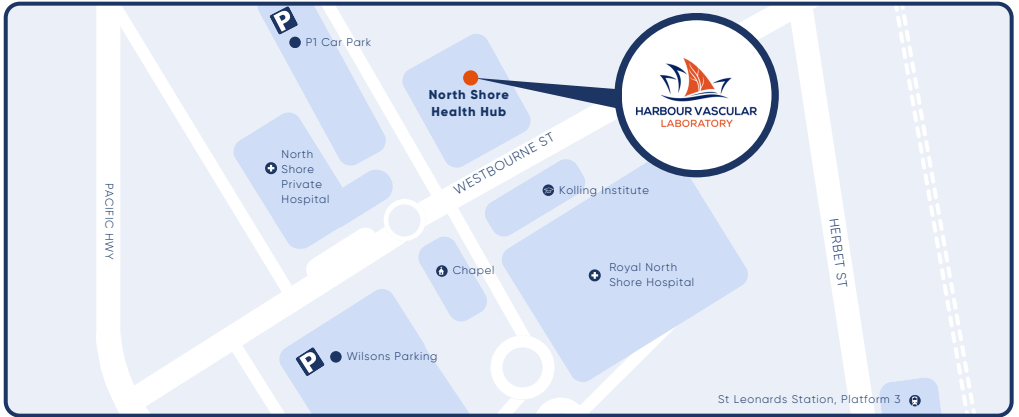 P
P1 Car Park
North Shore
Health Hub
HARBOUR VASCULAR
LABORATORY
WESTBOURNE ST
North
Shore
Private
Hospital
PACIFIC HWY
Kolling Institute
HERBET ST
Chapel
Royal North
Shore Hospital
P
Wilsons Parking
St Leonards Station, Platform 3